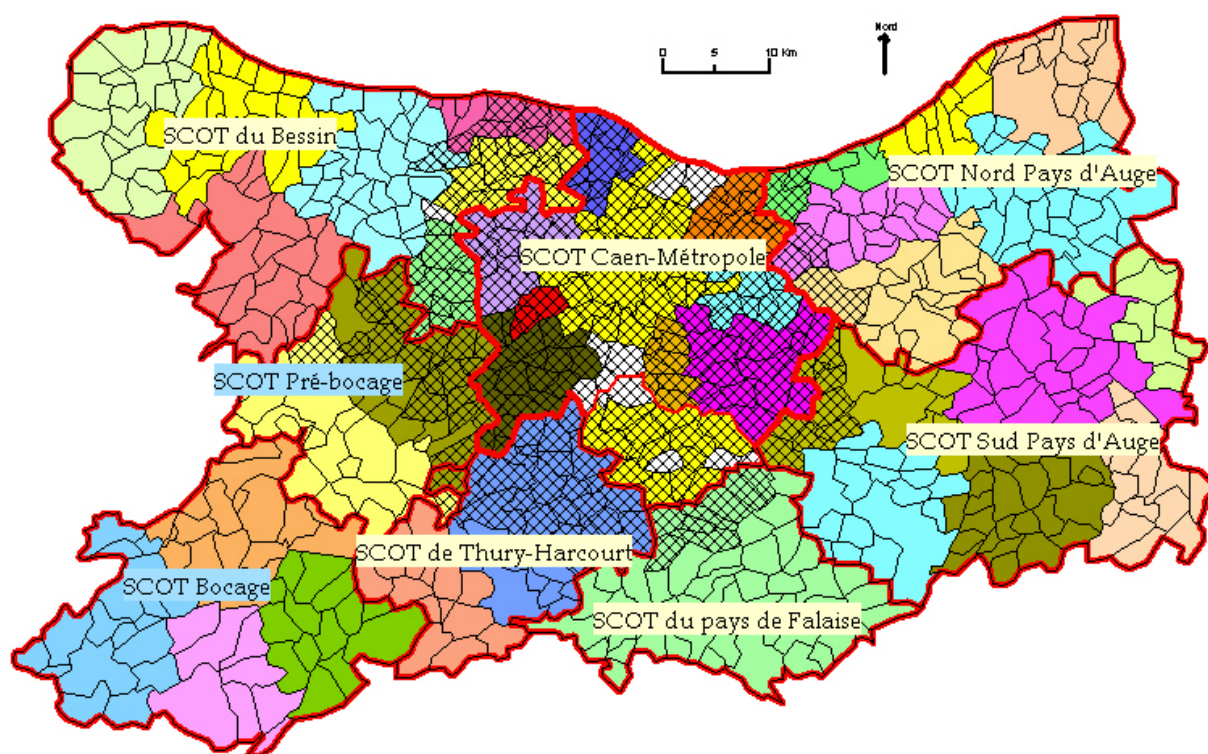 Nord
0 5 10 Km
SCOT du Bessin
SCOT Nord Pays d'Auge
SCOT Caen-Métropole
SCOT Pré-bocage
SCOT Sud Pays d'Auge
SCOT de Thury-Harcourt
SCOT Bocage
SCOT du pays de Falaise